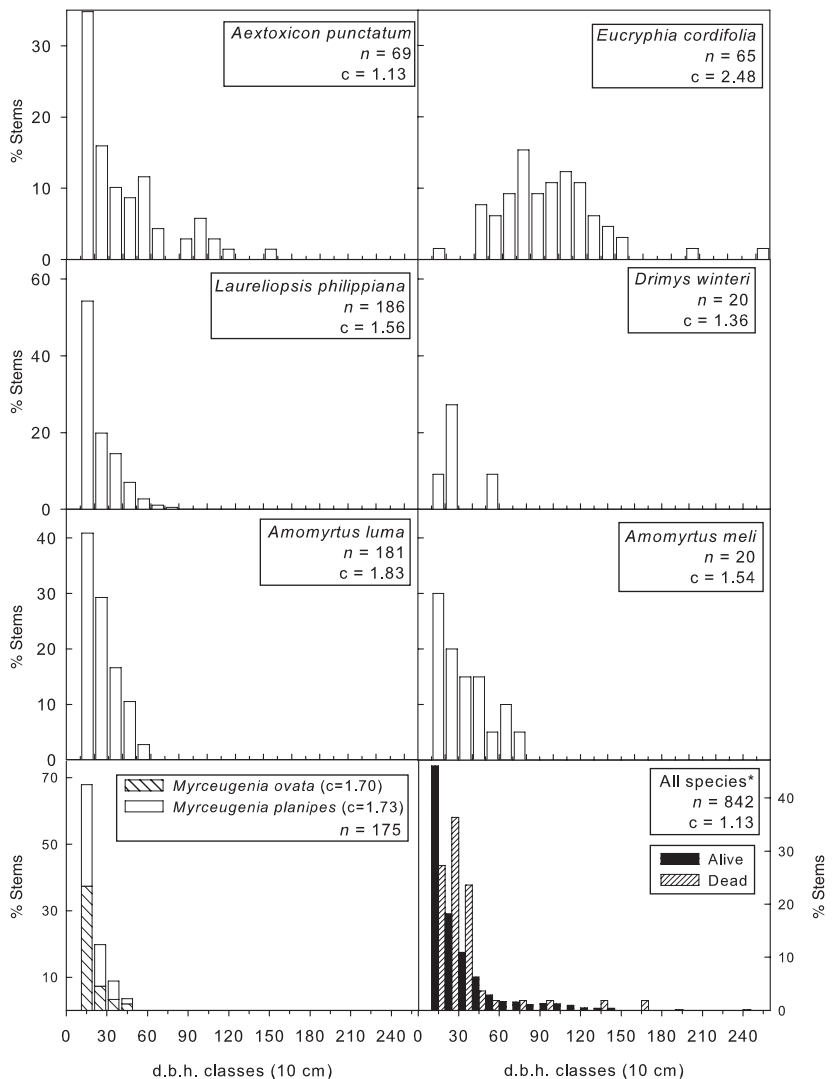 Aextoxicon punctatum
n = 69
c = 1.13
Eucryphia cordifolia
n = 65
c = 2.48
% Stems
30
20
10
0
Laureliopsis philippiana
n = 186
c = 1.56
Drimys winteri
n = 20
c = 1.36
% Stems
60
40
20
0
Amomyrtus luma
n = 181
c = 1.83
Amomyrtus meli
n = 20
c = 1.54
% Stems
40
30
20
10
0
Myrceugenia ovata (c=1.70)
Myrceugenia planipes (c=1.73)
n = 175
All species*
n = 842
c = 1.13
Alive
Dead
% Stems
70
50
30
10
% Stems
40
30
20
10
0
0 30 60 90 120 150 180 210 240
0 30 60 90 120 150 180 210 240
d.b.h. classes (10 cm)
d.b.h. classes (10 cm)